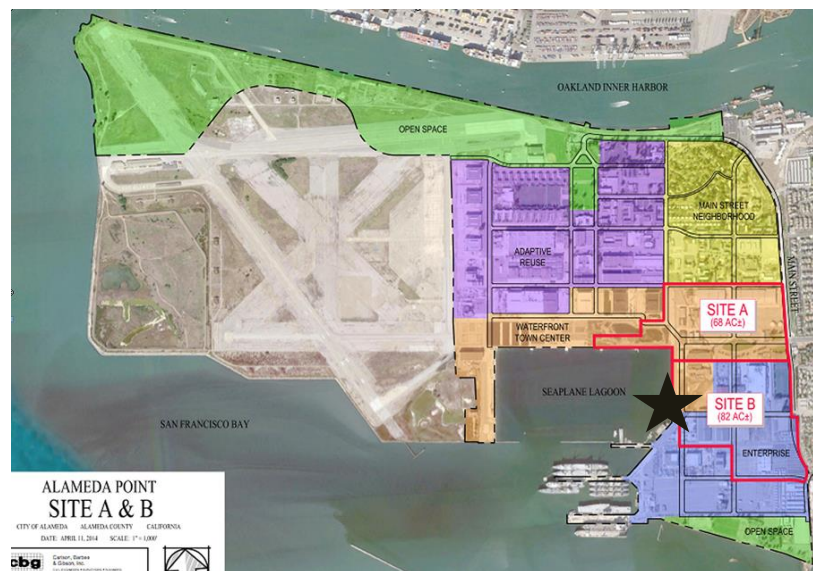 OAKLAND INNER HARBOR
OPEN SPACE
MAIN STREET
NEIGHBORHOOD
ADAPTIVE
REUSE
MAIN STREET
SITE A
(68 AC±)
WATERFRONT
TOWN CENTER
SEAPLANE LAGOON
SITE B
(82 AC±)
SAN FRANCISCO BAY
ENTERPRISE
OPEN SPACE
ALAMEDA POINT
SITE A & B
CITY OF ALAMEDA ALAMEDA COUNTY CALIFORNIA
DATE: APRIL 11, 2014 SCALE: 1" = 1,000'
cbg
Carlson, Barbee
& Gibson, Inc.